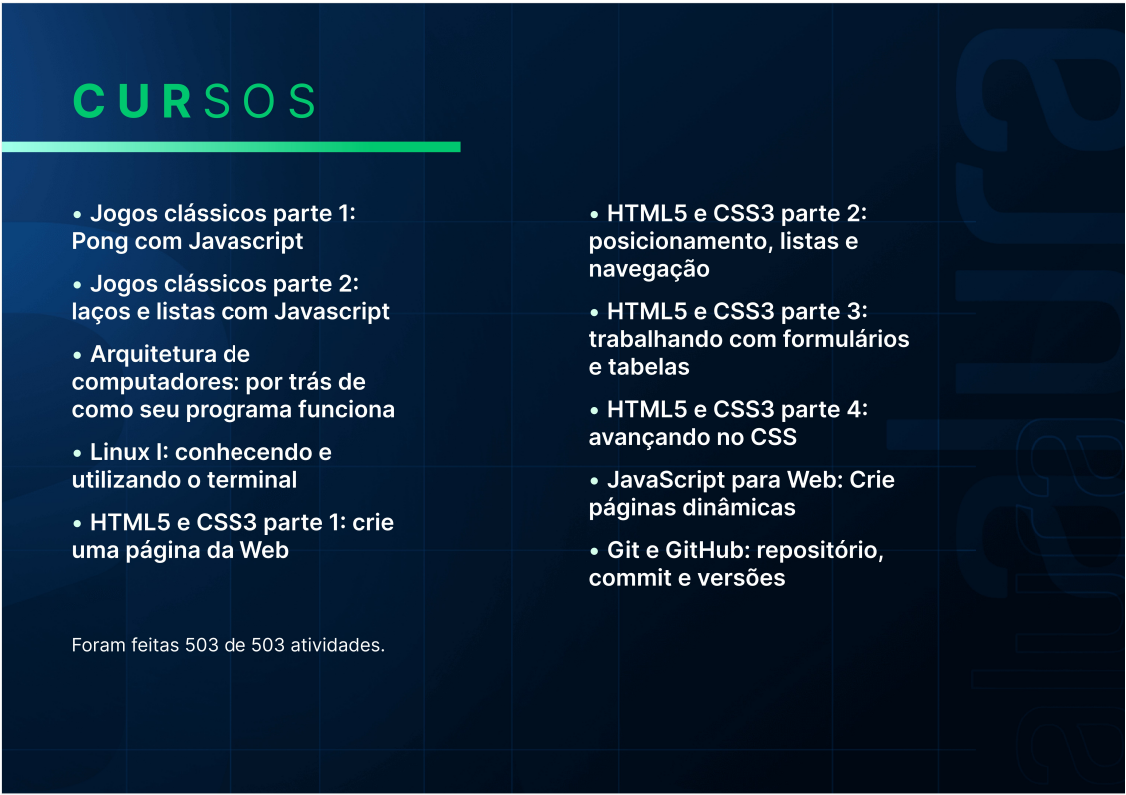 CURSOS
• Jogos clássicos parte 1:
Pong com Javascript
• Jogos clássicos parte 2:
laços e listas com Javascript
• Arquitetura de
computadores: por trás de
como seu programa funciona
• Linux I: conhecendo e
utilizando o terminal
• HTML5 e CSS3 parte 1: crie
uma página da Web
• HTML5 e CSS3 parte 2:
posicionamento, listas e
navegação
• HTML5 e CSS3 parte 3:
trabalhando com formulários
e tabelas
• HTML5 e CSS3 parte 4:
avançando no CSS
• JavaScript para Web: Crie
páginas dinâmicas
• Git e GitHub: repositório,
commit e versões
Foram feitas 503 de 503 atividades.
alura
alura